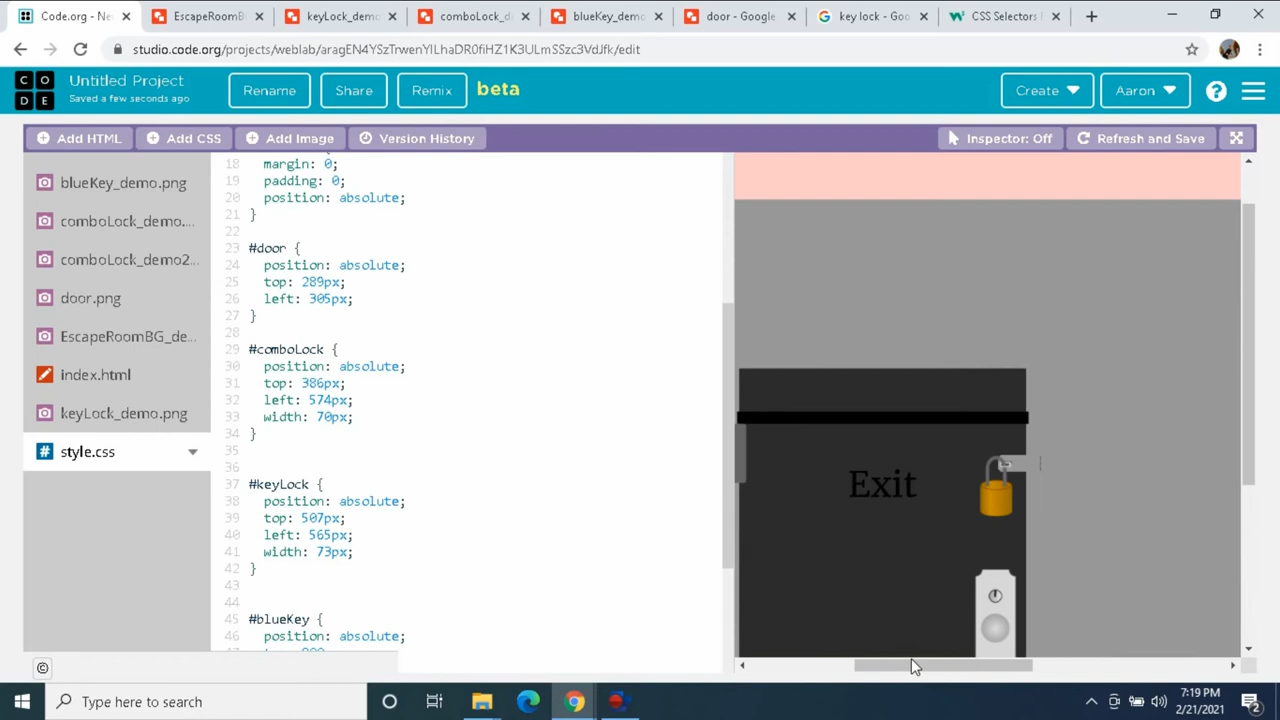 Code.org - Ne
EscapeRoomB
keyLock_demo
comboLock_d
blueKey_demo
door - Google
key lock - Goo
CSS Selectors
studio.code.org/projects/weblab/aragEN4YSzTrwenYILhaDR0fiHZ1K3ULmSSzc3VdJfk/edit
CO
DE
Untitled Project
Saved a few seconds ago
Rename
Share
Remix
beta
Create
Aaron
Add HTML
Add CSS
Add Image
Version History
Inspector: Off
Refresh and Save
blueKey_demo.png
comboLock_demo....
comboLock_demo2...
door.png
EscapeRoomBG_de...
index.html
keyLock_demo.png
# style.css
18 margin: 0;
19 padding: 0;
20 position: absolute;
21 }
22
23 #door {
24 position: absolute;
25 top: 289px;
26 left: 305px;
27 }
28
29 #comboLock {
30 position: absolute;
31 top: 386px;
32 left: 574px;
33 width: 70px;
34 }
35
36
37 #keyLock {
38 position: absolute;
39 top: 507px;
40 left: 565px;
41 width: 73px;
42 }
43
44
45 #blueKey {
46 position: absolute;
Exit
Type here to search
7:19 PM
2/21/2021
2